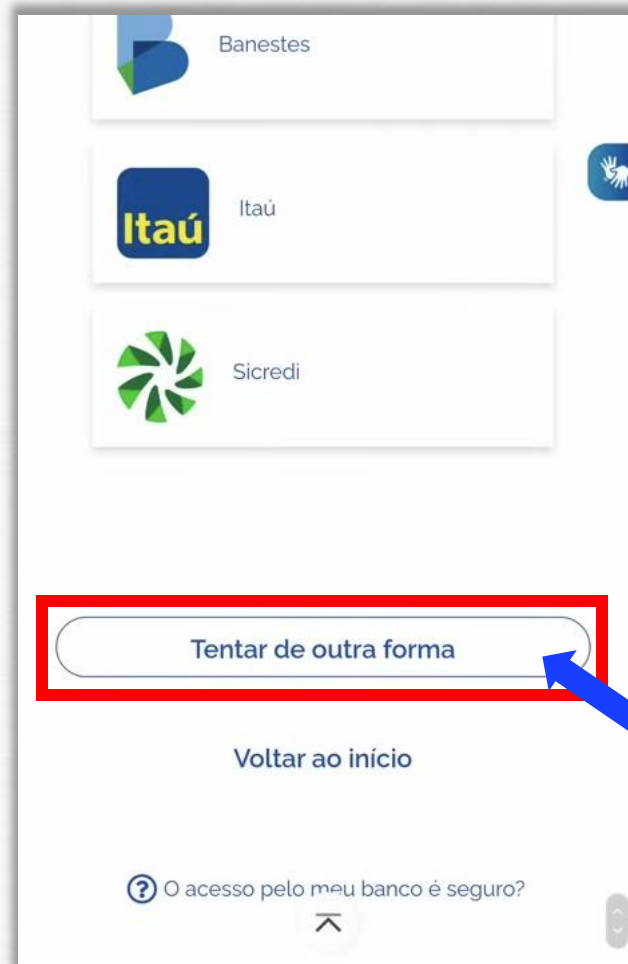 Banestes
Itaú
Itaú
Sicredi
Tentar de outra forma
Voltar ao início
? O acesso pelo meu banco é seguro?